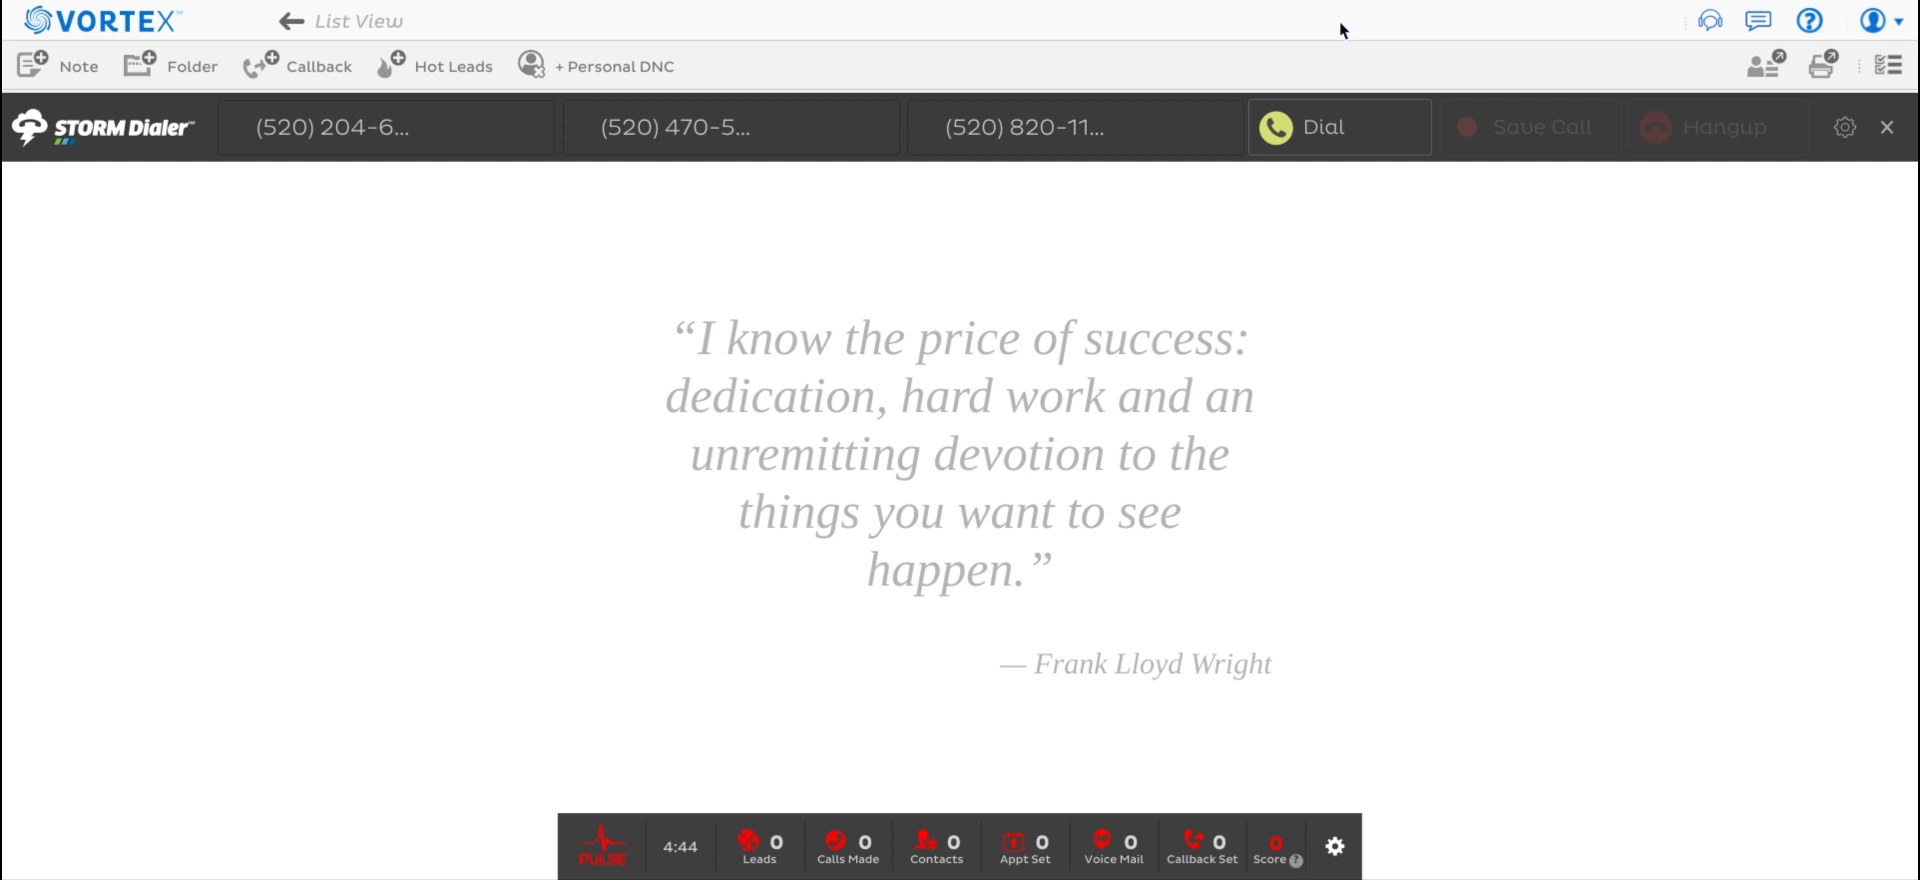 VORTEX™
List View
Note
Folder
Callback
Hot Leads
+ Personal DNC
STORM Dialer™
(520) 204-6...
(520) 470-5...
(520) 820-11...
Dial
Save Call
Hangup
“I know the price of success:
dedication, hard work and an
unremitting devotion to the
things you want to see
happen.”
— Frank Lloyd Wright
PULSE
4:44
0
Leads
0
Calls Made
0
Contacts
0
Appt Set
0
Voice Mail
0
Callback Set
0
Score ?